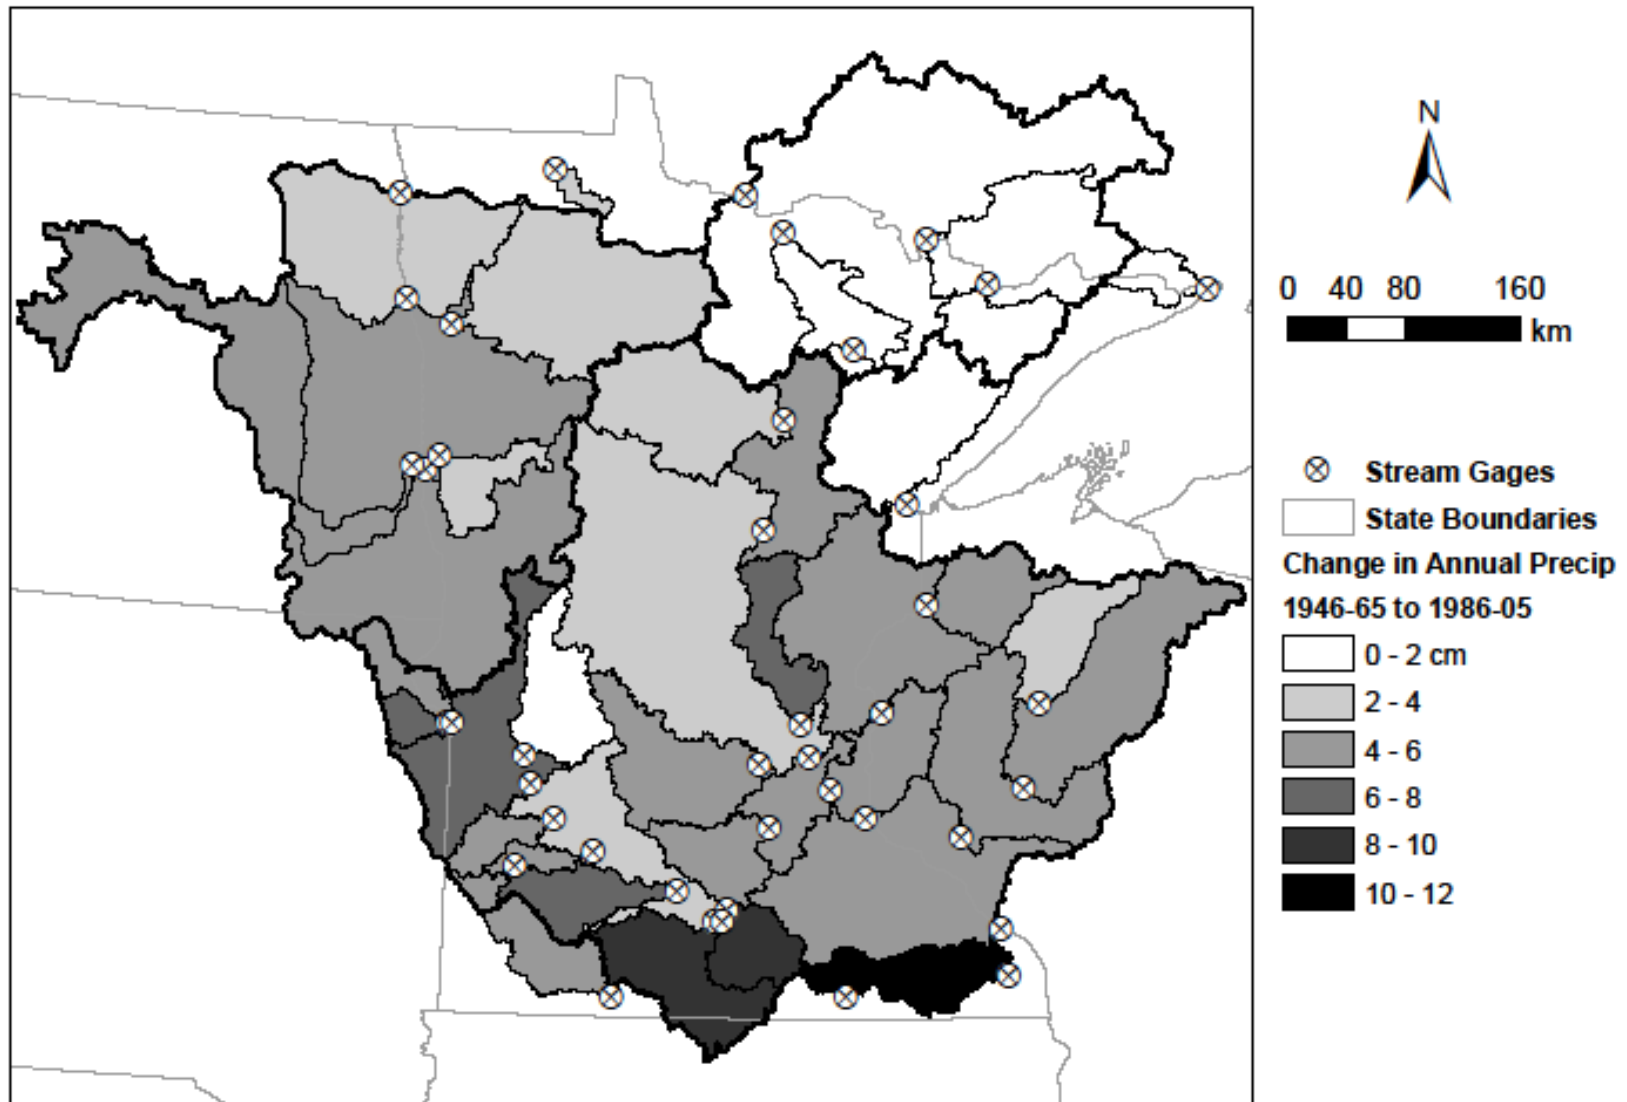 N
0 40 80 160
km
Stream Gages
State Boundaries
Change in Annual Precip
1946-65 to 1986-05
0 - 2 cm
2 - 4
4 - 6
6 - 8
8 - 10
10 - 12